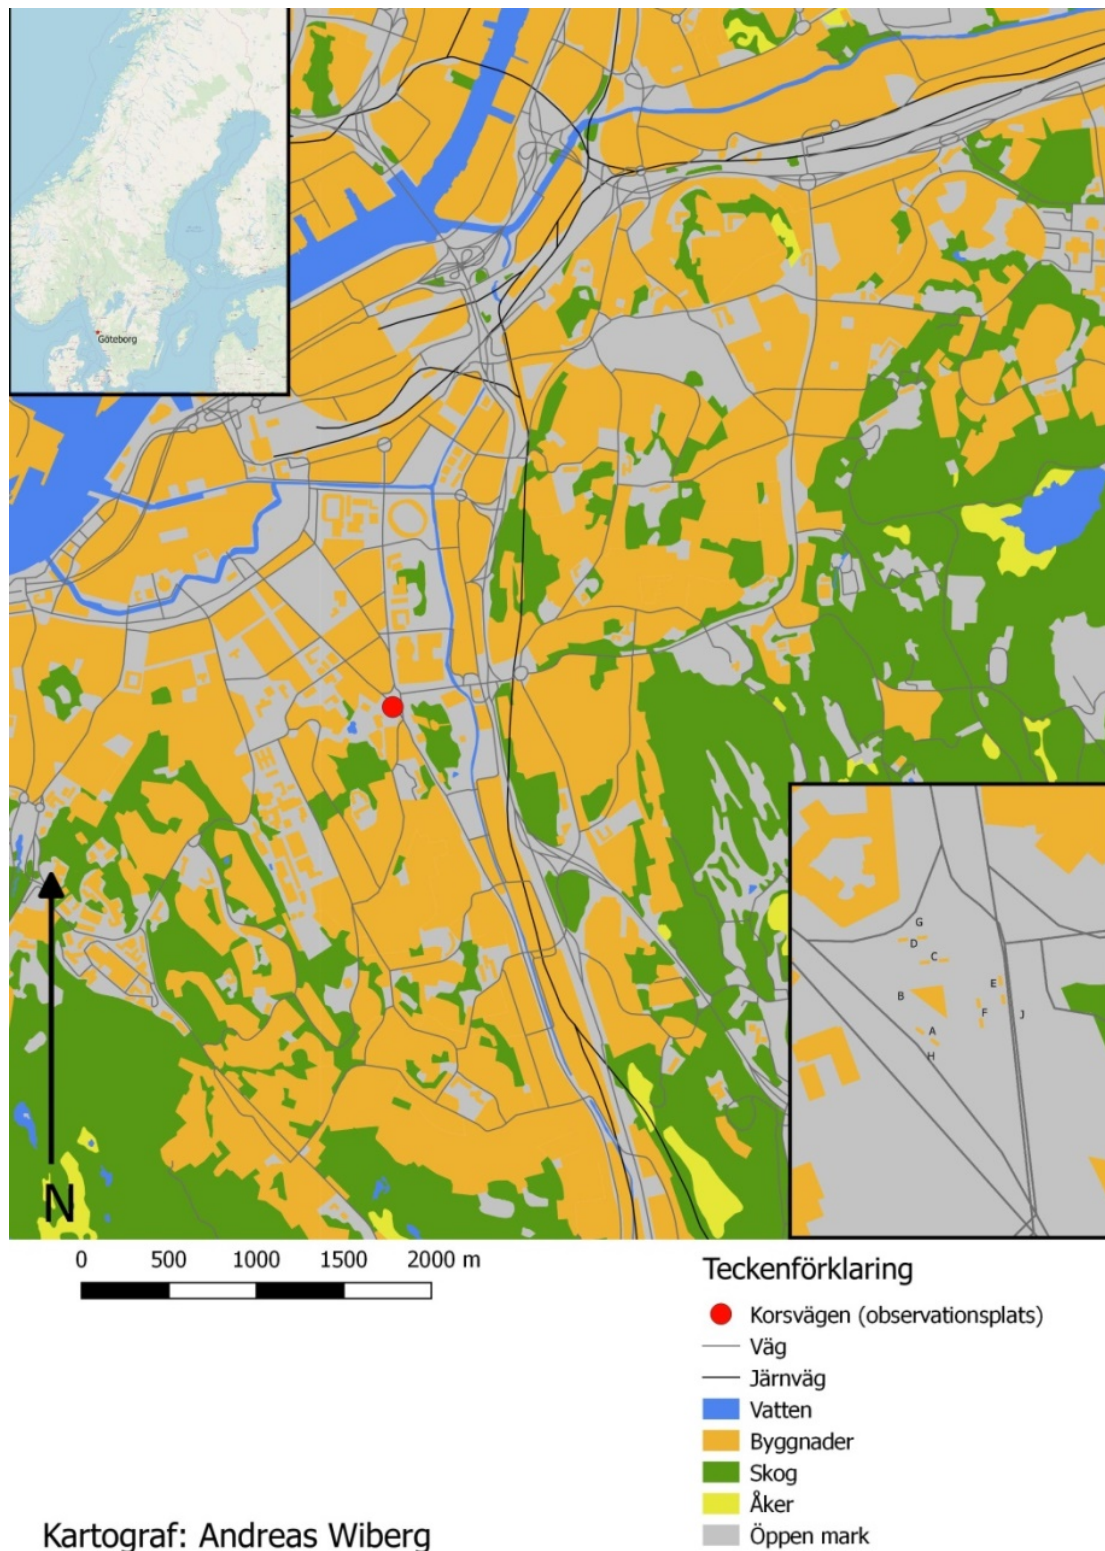 Göteborg
G
D
C
E
B
F
J
A
H
N
0 500 1000 1500 2000 m
Teckenförklaring
Korsvägen (observationsplats)
Väg
Järnväg
Vatten
Byggnader
Skog
Åker
Öppen mark
Kartograf: Andreas Wiberg